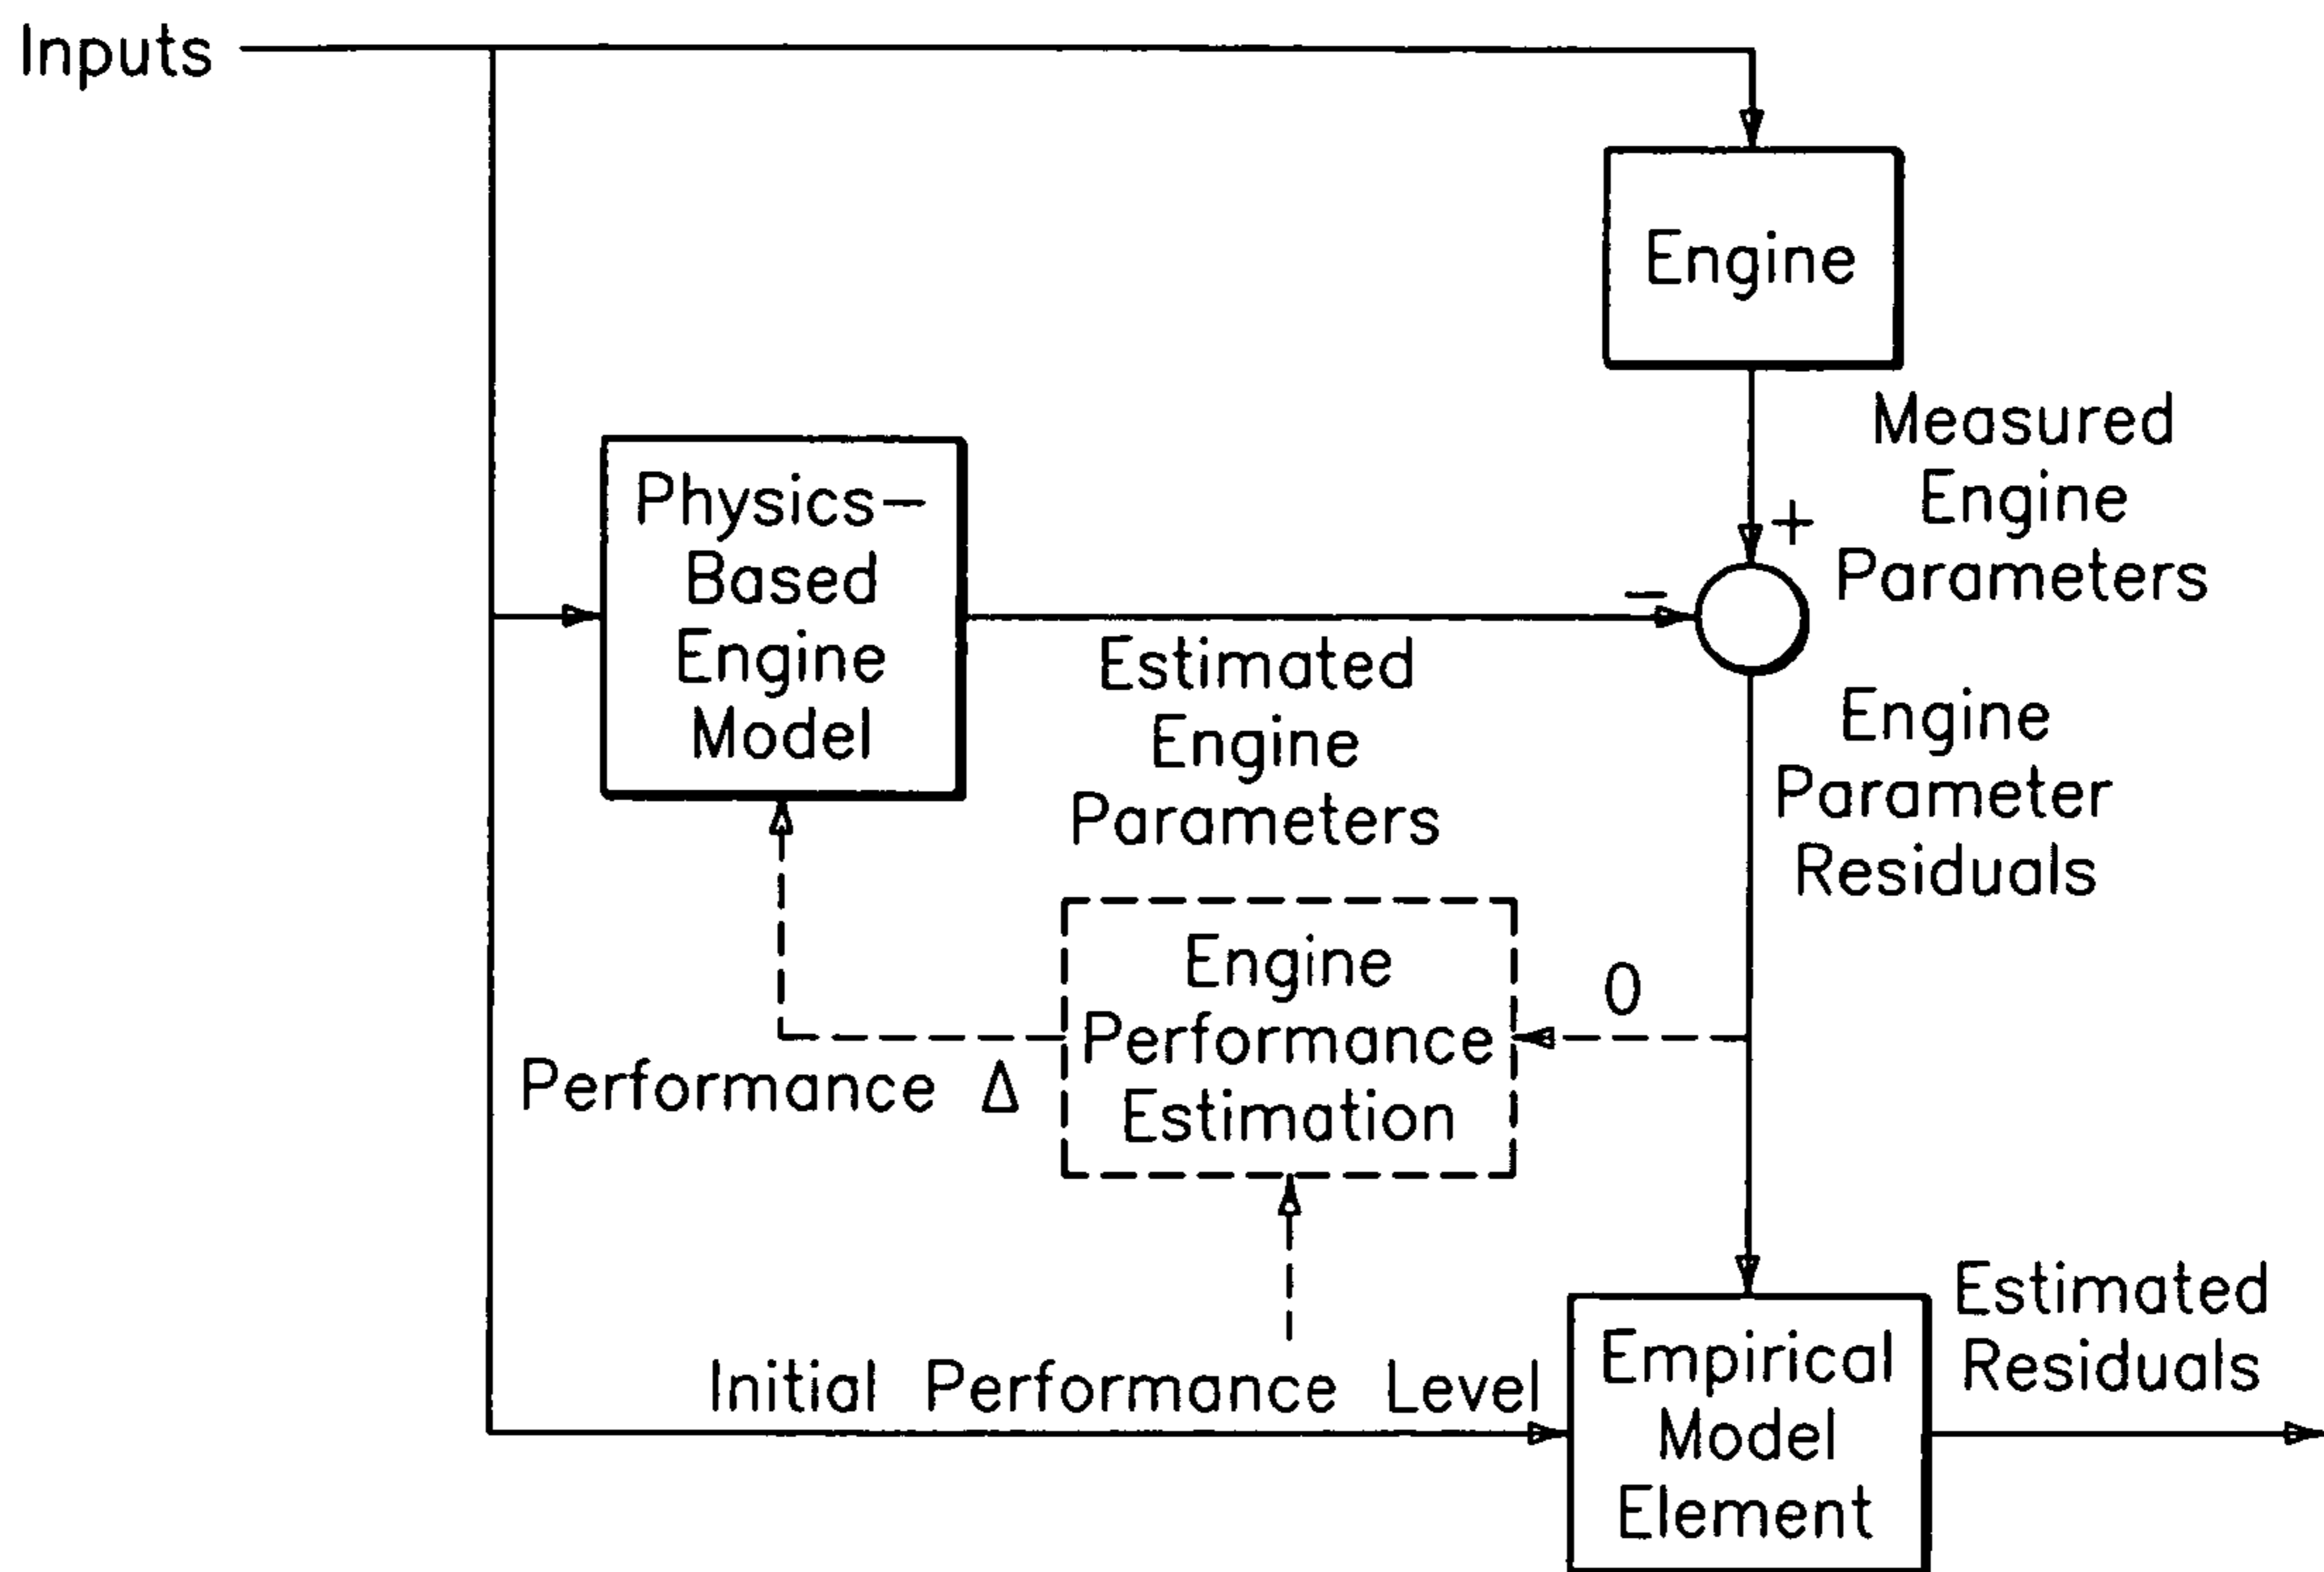 Inputs
Engine
Measured
Engine
Parameters
+
−
Physics−
Based
Engine
Model
Estimated
Engine
Parameters
Engine
Parameter
Residuals
Engine
Performance
Estimation
0
Performance Δ
Initial Performance Level
Empirical
Model
Element
Estimated
Residuals